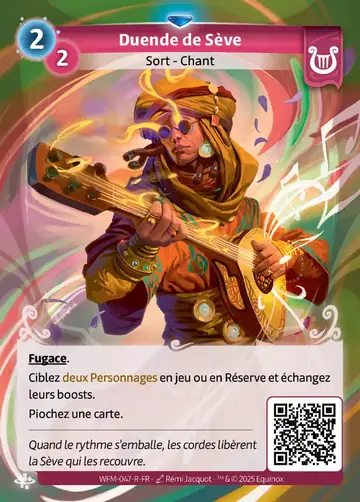 2
2
Duende de Sève
Sort - Chant
Fugace.
Ciblez deux Personnages en jeu ou en Réserve et échangez
leurs boosts.
Piochez une carte.
Quand le rythme s'emballe, les cordes libèrent
la Sève qui les recouvre.
WFM-047-R-FR - Rémi Jacquot - ™ & © 2025 Equinox